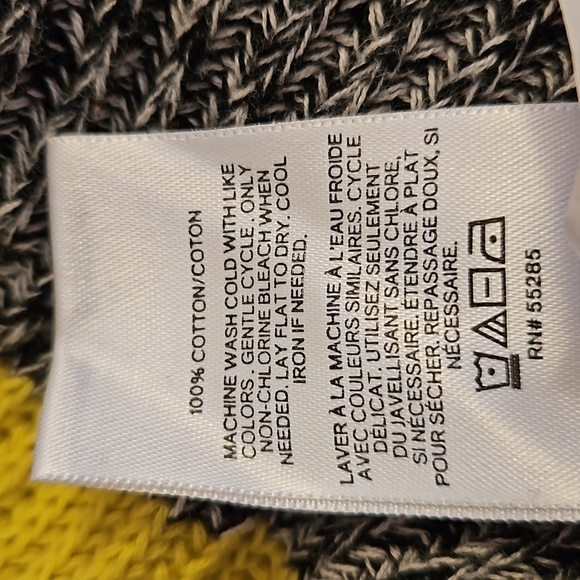 100% COTTON/COTON
MACHINE WASH COLD WITH LIKE
COLORS. GENTLE CYCLE. ONLY
NON-CHLORINE BLEACH WHEN
NEEDED. LAY FLAT TO DRY. COOL
IRON IF NEEDED.
LAVER À LA MACHINE À L'EAU FROIDE
AVEC COULEURS SIMILAIRES. CYCLE
DÉLICAT. UTILISEZ SEULEMENT
DU JAVELLISANT SANS CHLORE,
SI NÉCESSAIRE. ÉTENDRE À PLAT
POUR SÉCHER. REPASSAGE DOUX, SI
NÉCESSAIRE.
RN# 55285